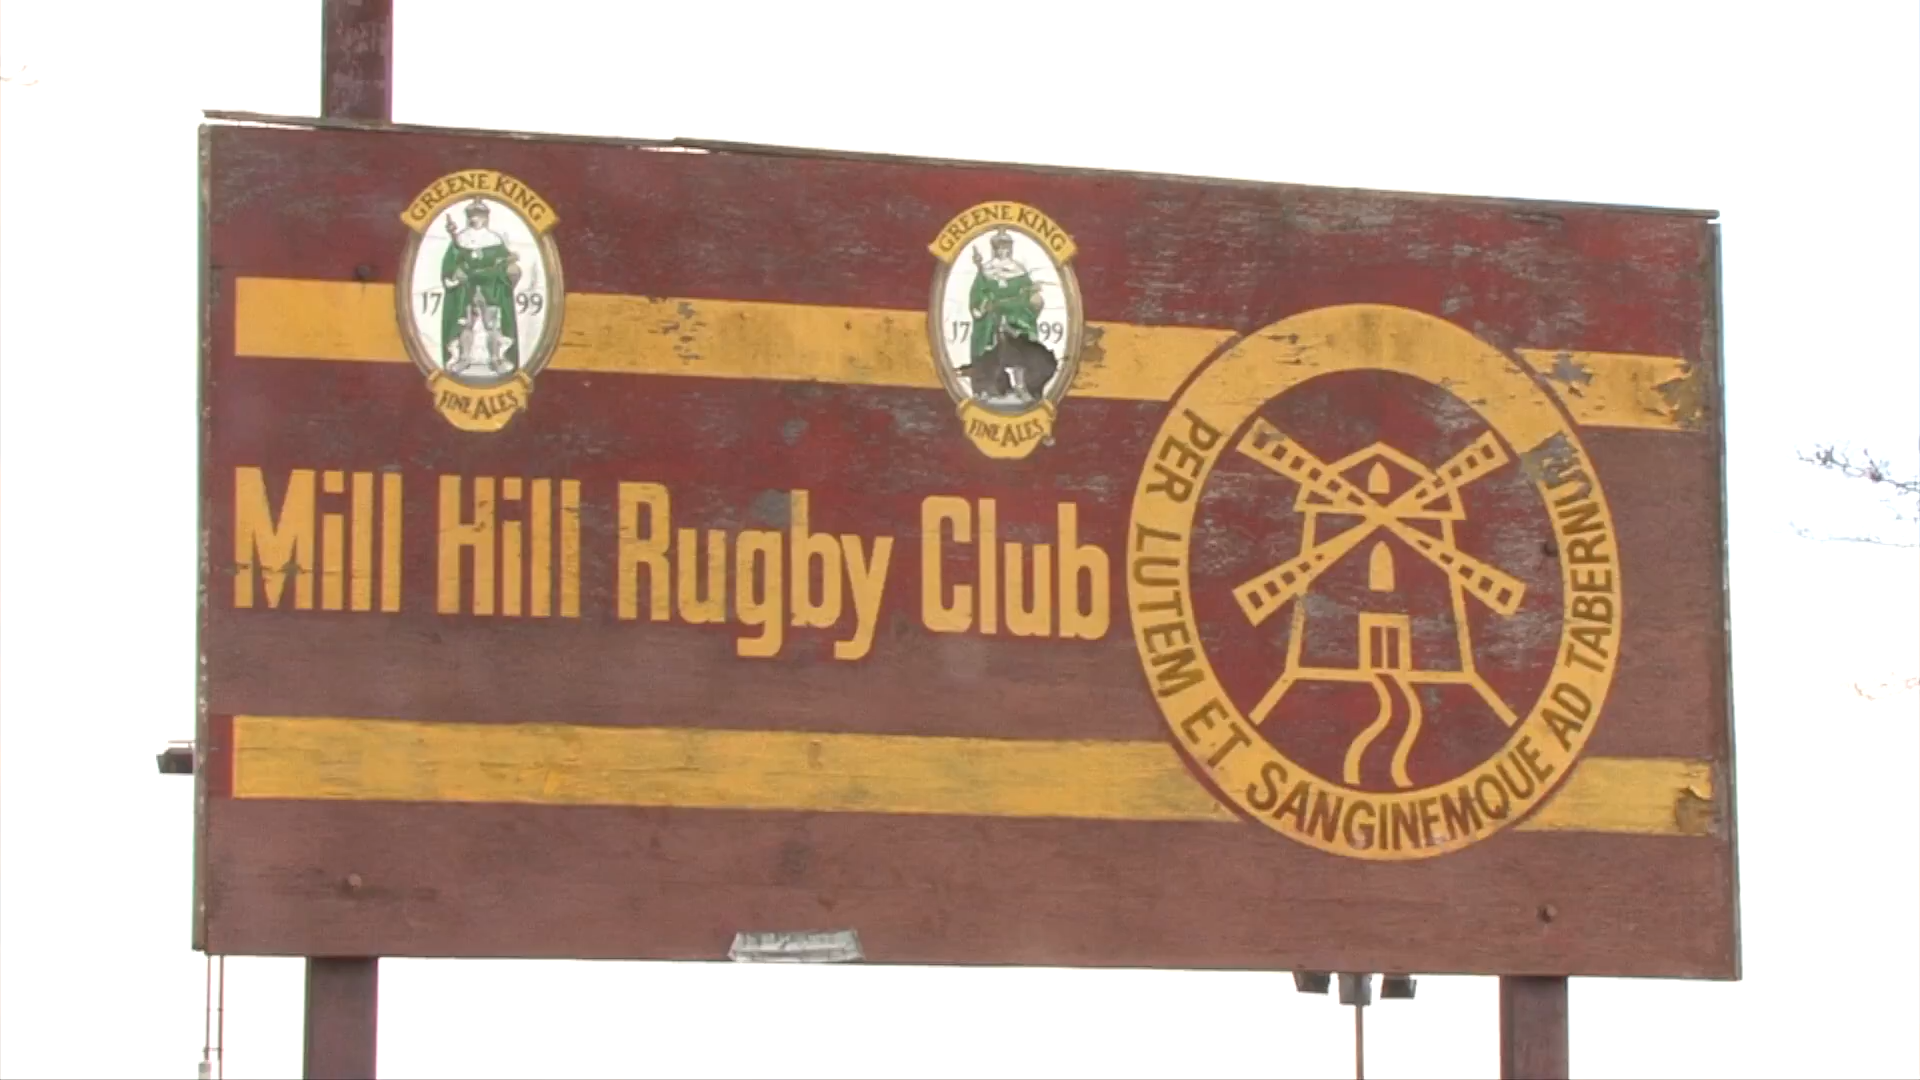 GREENE KING
17 99
FINE ALES
GREENE KING
17 99
FINE ALES
Mill Hill Rugby Club
PER LUTEM ET SANGINEMQUE AD TABERNUM